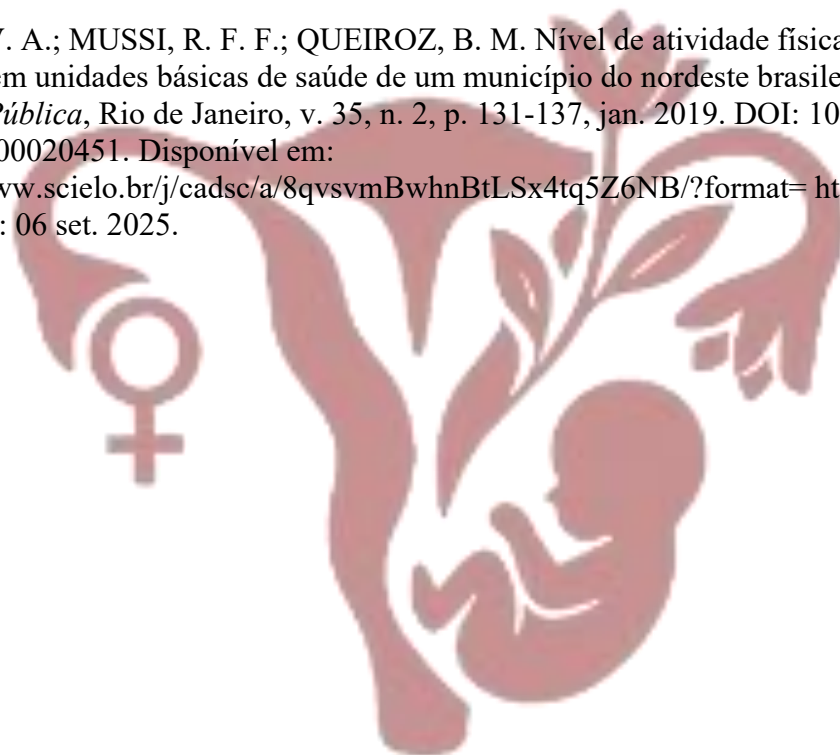 . A.; MUSSI, R. F. F.; QUEIROZ, B. M. Nível de atividade física
em unidades básicas de saúde de um município do nordeste brasile
Pública, Rio de Janeiro, v. 35, n. 2, p. 131-137, jan. 2019. DOI: 10
00020451. Disponível em:
ww.scielo.br/j/cadsc/a/8qvsvmBwhnBtLSx4tq5Z6NB/?format= ht
: 06 set. 2025.